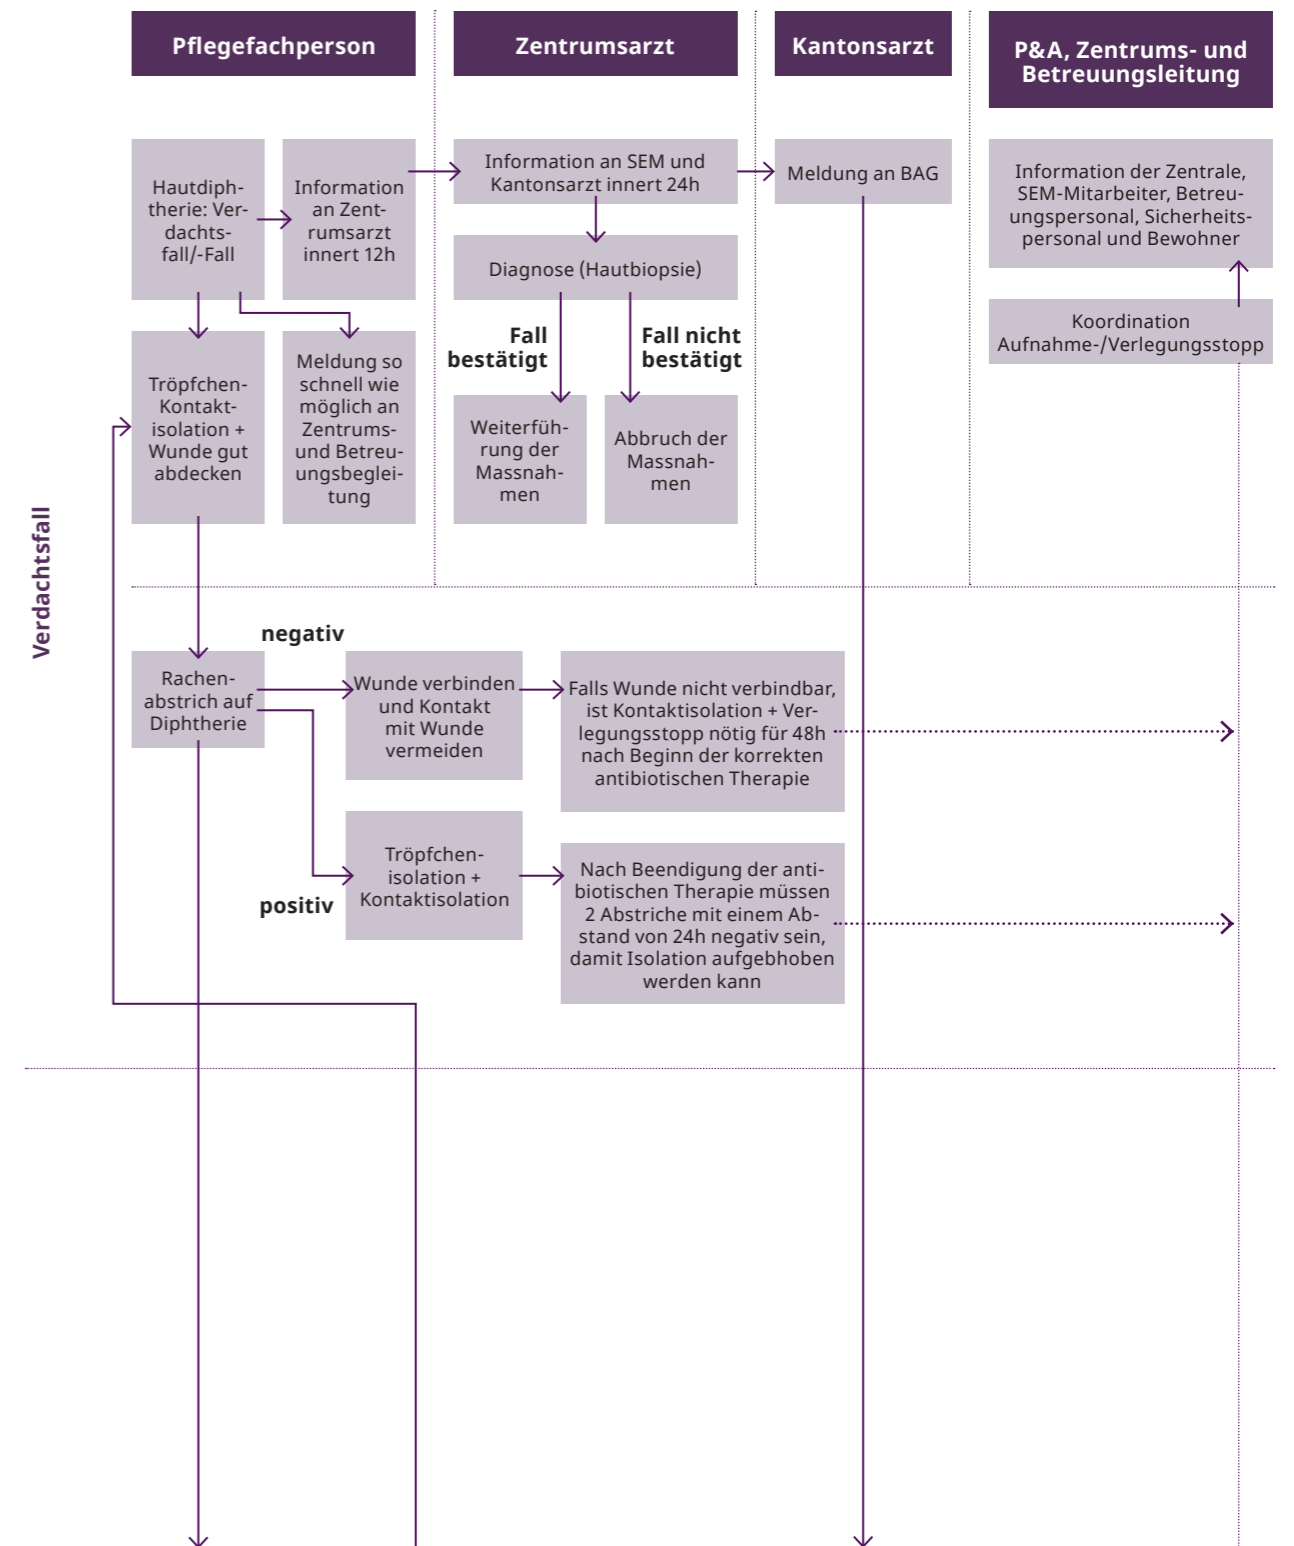 Pflegefachperson
Zentrumsarzt
Kantonsarzt
P&A, Zentrums- und
Betreuungsleitung
Hautdiph-
therie: Ver-
dachts-
fall/-Fall
Information
an Zent-
rumsarzt
innert 12h
Information an SEM und
Kantonsarzt innert 24h
Meldung an BAG
Information der Zentrale,
SEM-Mitarbeiter, Betreu-
ungspersonal, Sicherheits-
personal und Bewohner
Diagnose (Hautbiopsie)
Koordination
Aufnahme-/Verlegungsstopp
Fall
bestätigt
Fall nicht
bestätigt
Tröpfchen-
Kontakt-
isolation +
Wunde gut
abdecken
Meldung so
schnell wie
möglich an
Zentrums-
und Betreu-
ungsbeglei-
tung
Weiterfüh-
rung der
Massnah-
men
Abbruch der
Massnah-
men
Verdachtsfall
negativ
Rachen-
abstrich auf
Diphtherie
Wunde verbinden
und Kontakt
mit Wunde
vermeiden
Falls Wunde nicht verbindbar,
ist Kontaktisolation + Ver-
legungsstopp nötig für 48h
nach Beginn der korrekten
antibiotischen Therapie
positiv
Tröpfchen-
isolation +
Kontaktisolation
Nach Beendigung der anti-
biotischen Therapie müssen
2 Abstriche mit einem Ab-
stand von 24h negativ sein,
damit Isolation aufgebhoben
werden kann